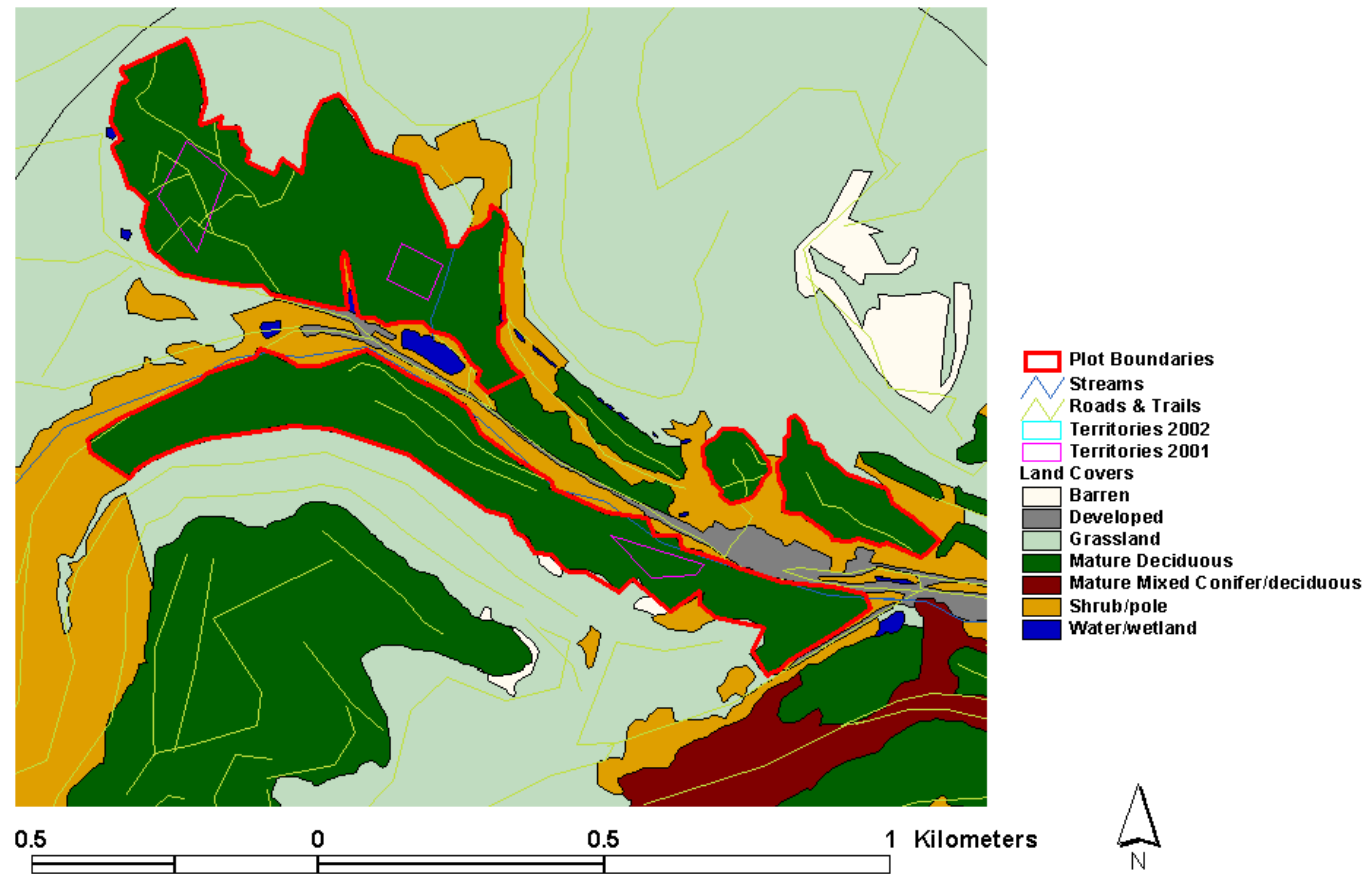 Plot Boundaries
Streams
Roads & Trails
Territories 2002
Territories 2001
Land Covers
Barren
Developed
Grassland
Mature Deciduous
Mature Mixed Conifer/deciduous
Shrub/pole
Water/wetland
0.5 0 0.5 1 Kilometers
N